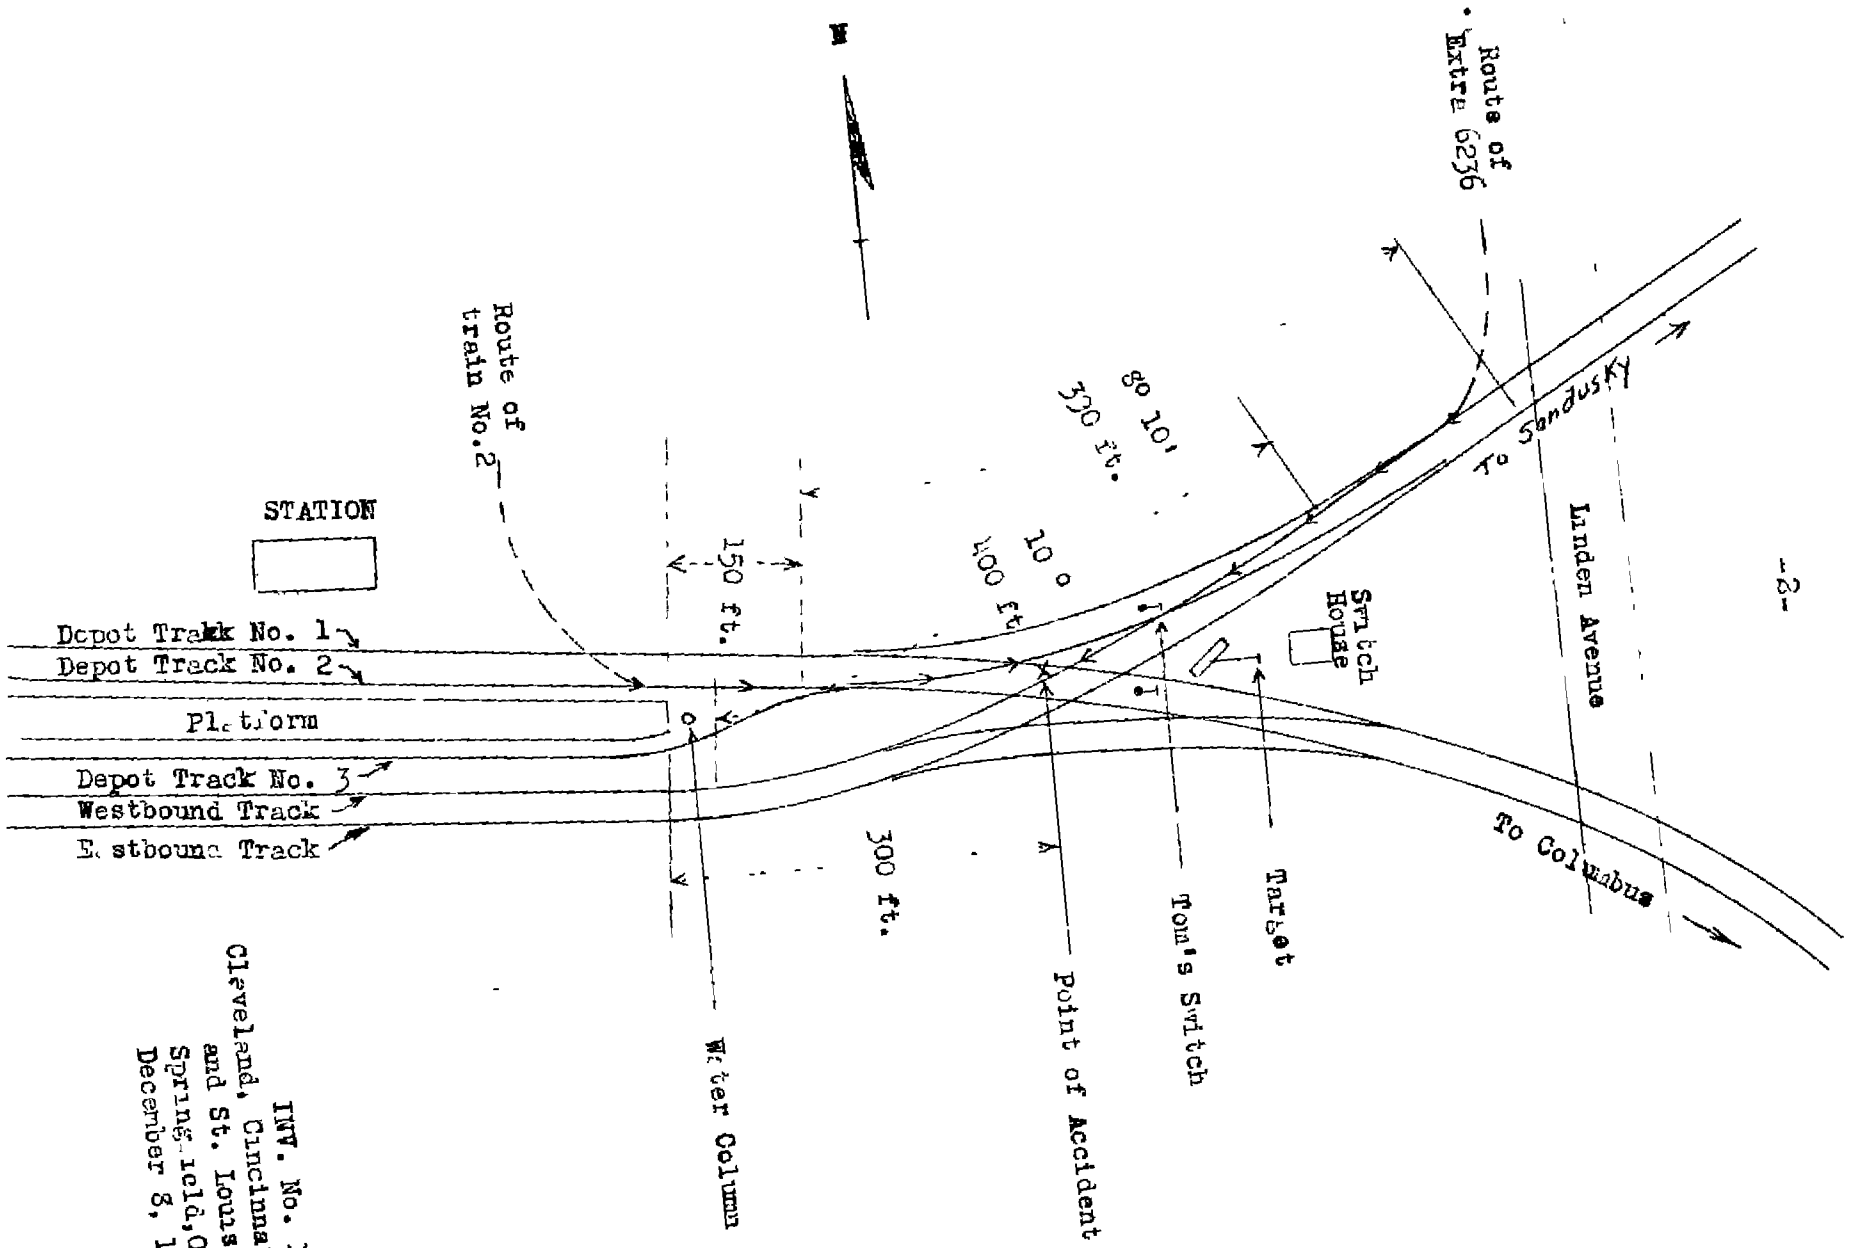 -2-
N
Route of
Extra 6236
Route of
train No.2
8° 10'
330 ft.
10°
400 ft
150 ft.
300 ft.
STATION
Depot Trakk No. 1
Depot Track No. 2
Platform
Depot Track No. 3
Westbound Track
Eastbound Track
To Sandusky
Linden Avenue
Switch
House
To Columbus
Target
Tom's Switch
Point of Accident
Water Column
INV. No.
Cleveland, Cincinna
and St. Louis
Springfield, O
December 8, 1